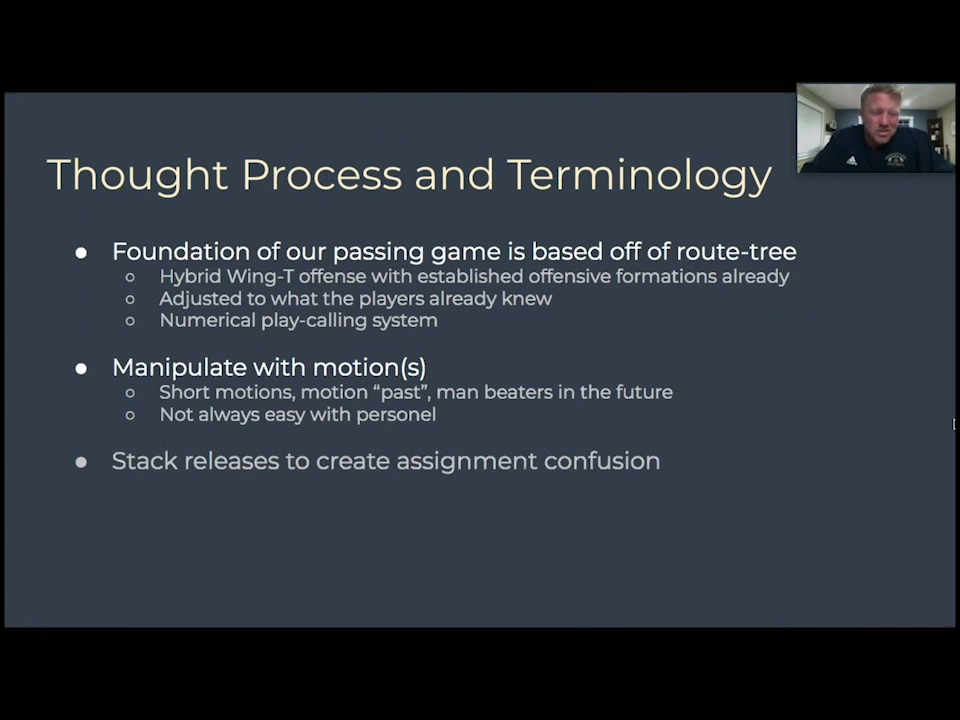 Thought Process and Terminology
● Foundation of our passing game is based off of route-tree
○ Hybrid Wing-T offense with established offensive formations already
○ Adjusted to what the players already knew
○ Numerical play-calling system
● Manipulate with motion(s)
○ Short motions, motion “past”, man beaters in the future
○ Not always easy with personel
● Stack releases to create assignment confusion